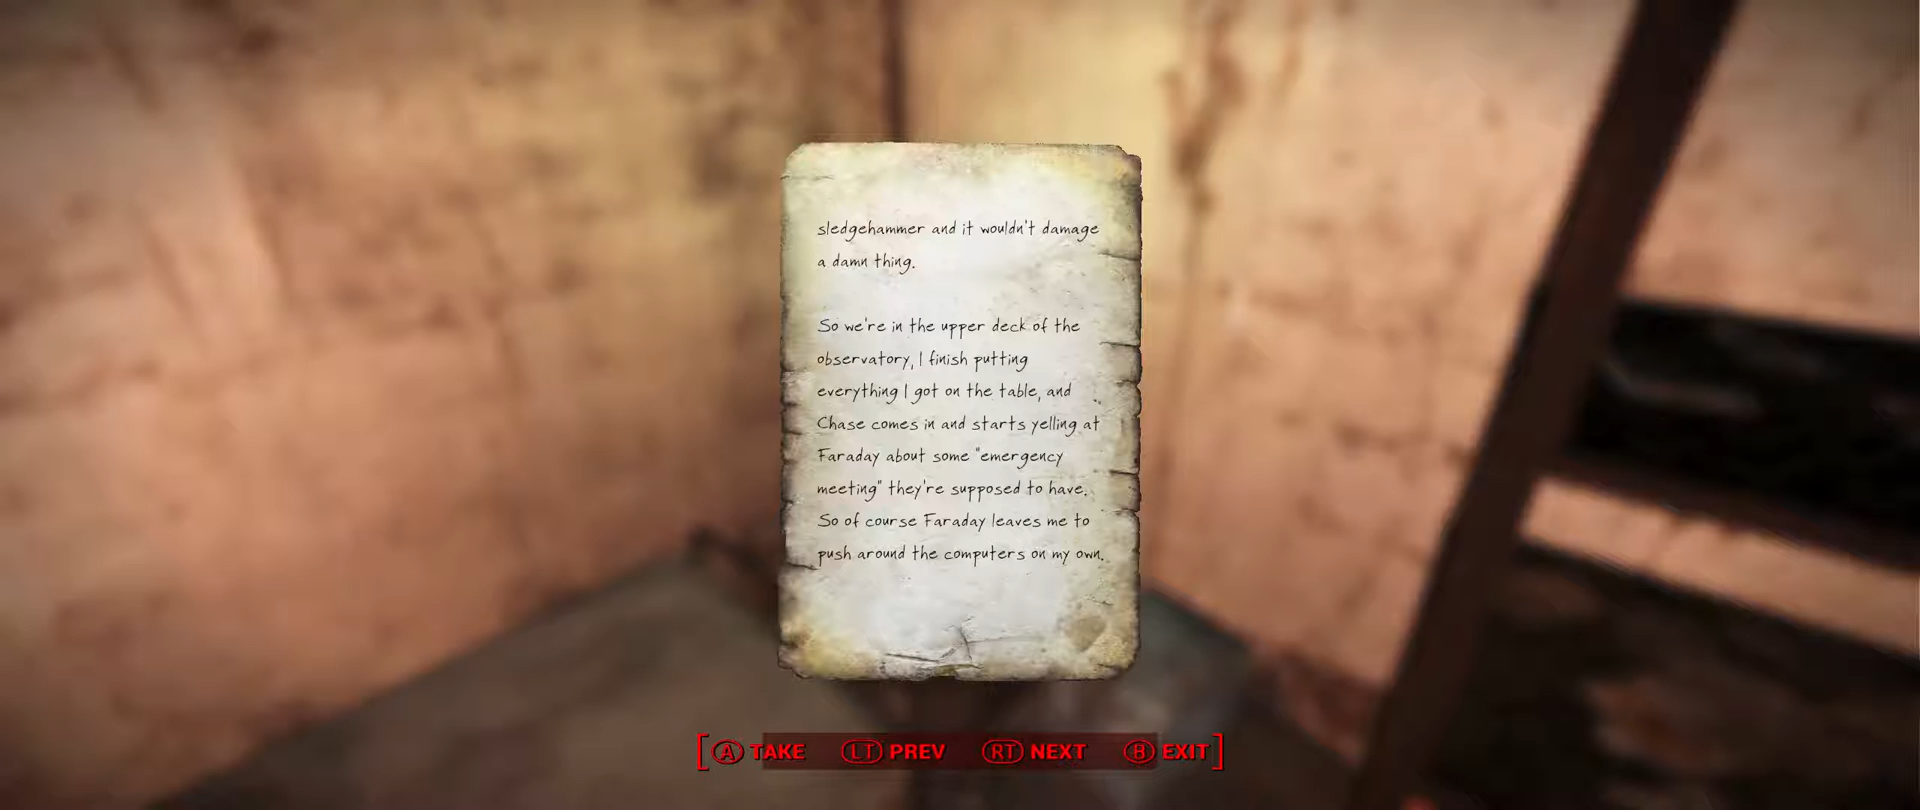 sledgehammer and it wouldn't damage
a damn thing.
So we're in the upper deck of the
observatory, I finish putting
everything I got on the table, and
Chase comes in and starts yelling at
Faraday about some "emergency
meeting" they're supposed to have.
So of course Faraday leaves me to
push around the computers on my own.
[ A TAKE LT PREV RT NEXT B EXIT ]